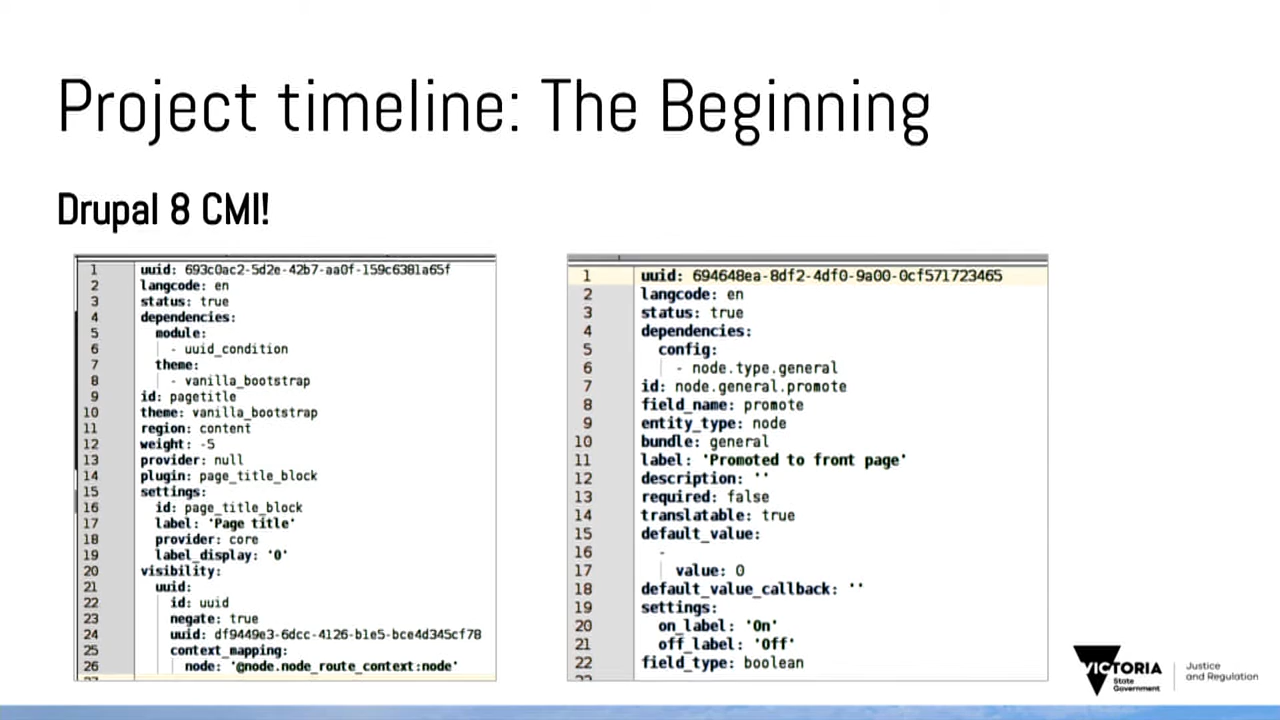 Project timeline: The Beginning
Drupal 8 CMI!
1 uuid: 693c0ac2-5d2e-42b7-aa0f-159c6381a65f
2 langcode: en
3 status: true
4 dependencies:
5 module:
6 - uuid_condition
7 theme:
8 - vanilla_bootstrap
9 id: pagetitle
10 theme: vanilla_bootstrap
11 region: content
12 weight: -5
13 provider: null
14 plugin: page_title_block
15 settings:
16 id: page_title_block
17 label: 'Page title'
18 provider: core
19 label_display: '0'
20 visibility:
21 uuid:
22 id: uuid
23 negate: true
24 uuid: df9449e3-6dcc-4126-b1e5-bce4d345cf78
25 context_mapping:
26 node: '@node.node_route_context:node'
1 uuid: 694648ea-8df2-4df0-9a00-0cf571723465
2 langcode: en
3 status: true
4 dependencies:
5 config:
6 - node.type.general
7 id: node.general.promote
8 field_name: promote
9 entity_type: node
10 bundle: general
11 label: 'Promoted to front page'
12 description: ''
13 required: false
14 translatable: true
15 default_value:
16 -
17 value: 0
18 default_value_callback: ''
19 settings:
20 on_label: 'On'
21 off_label: 'Off'
22 field_type: boolean
VICTORIA
State
Government
Justice
and Regulation